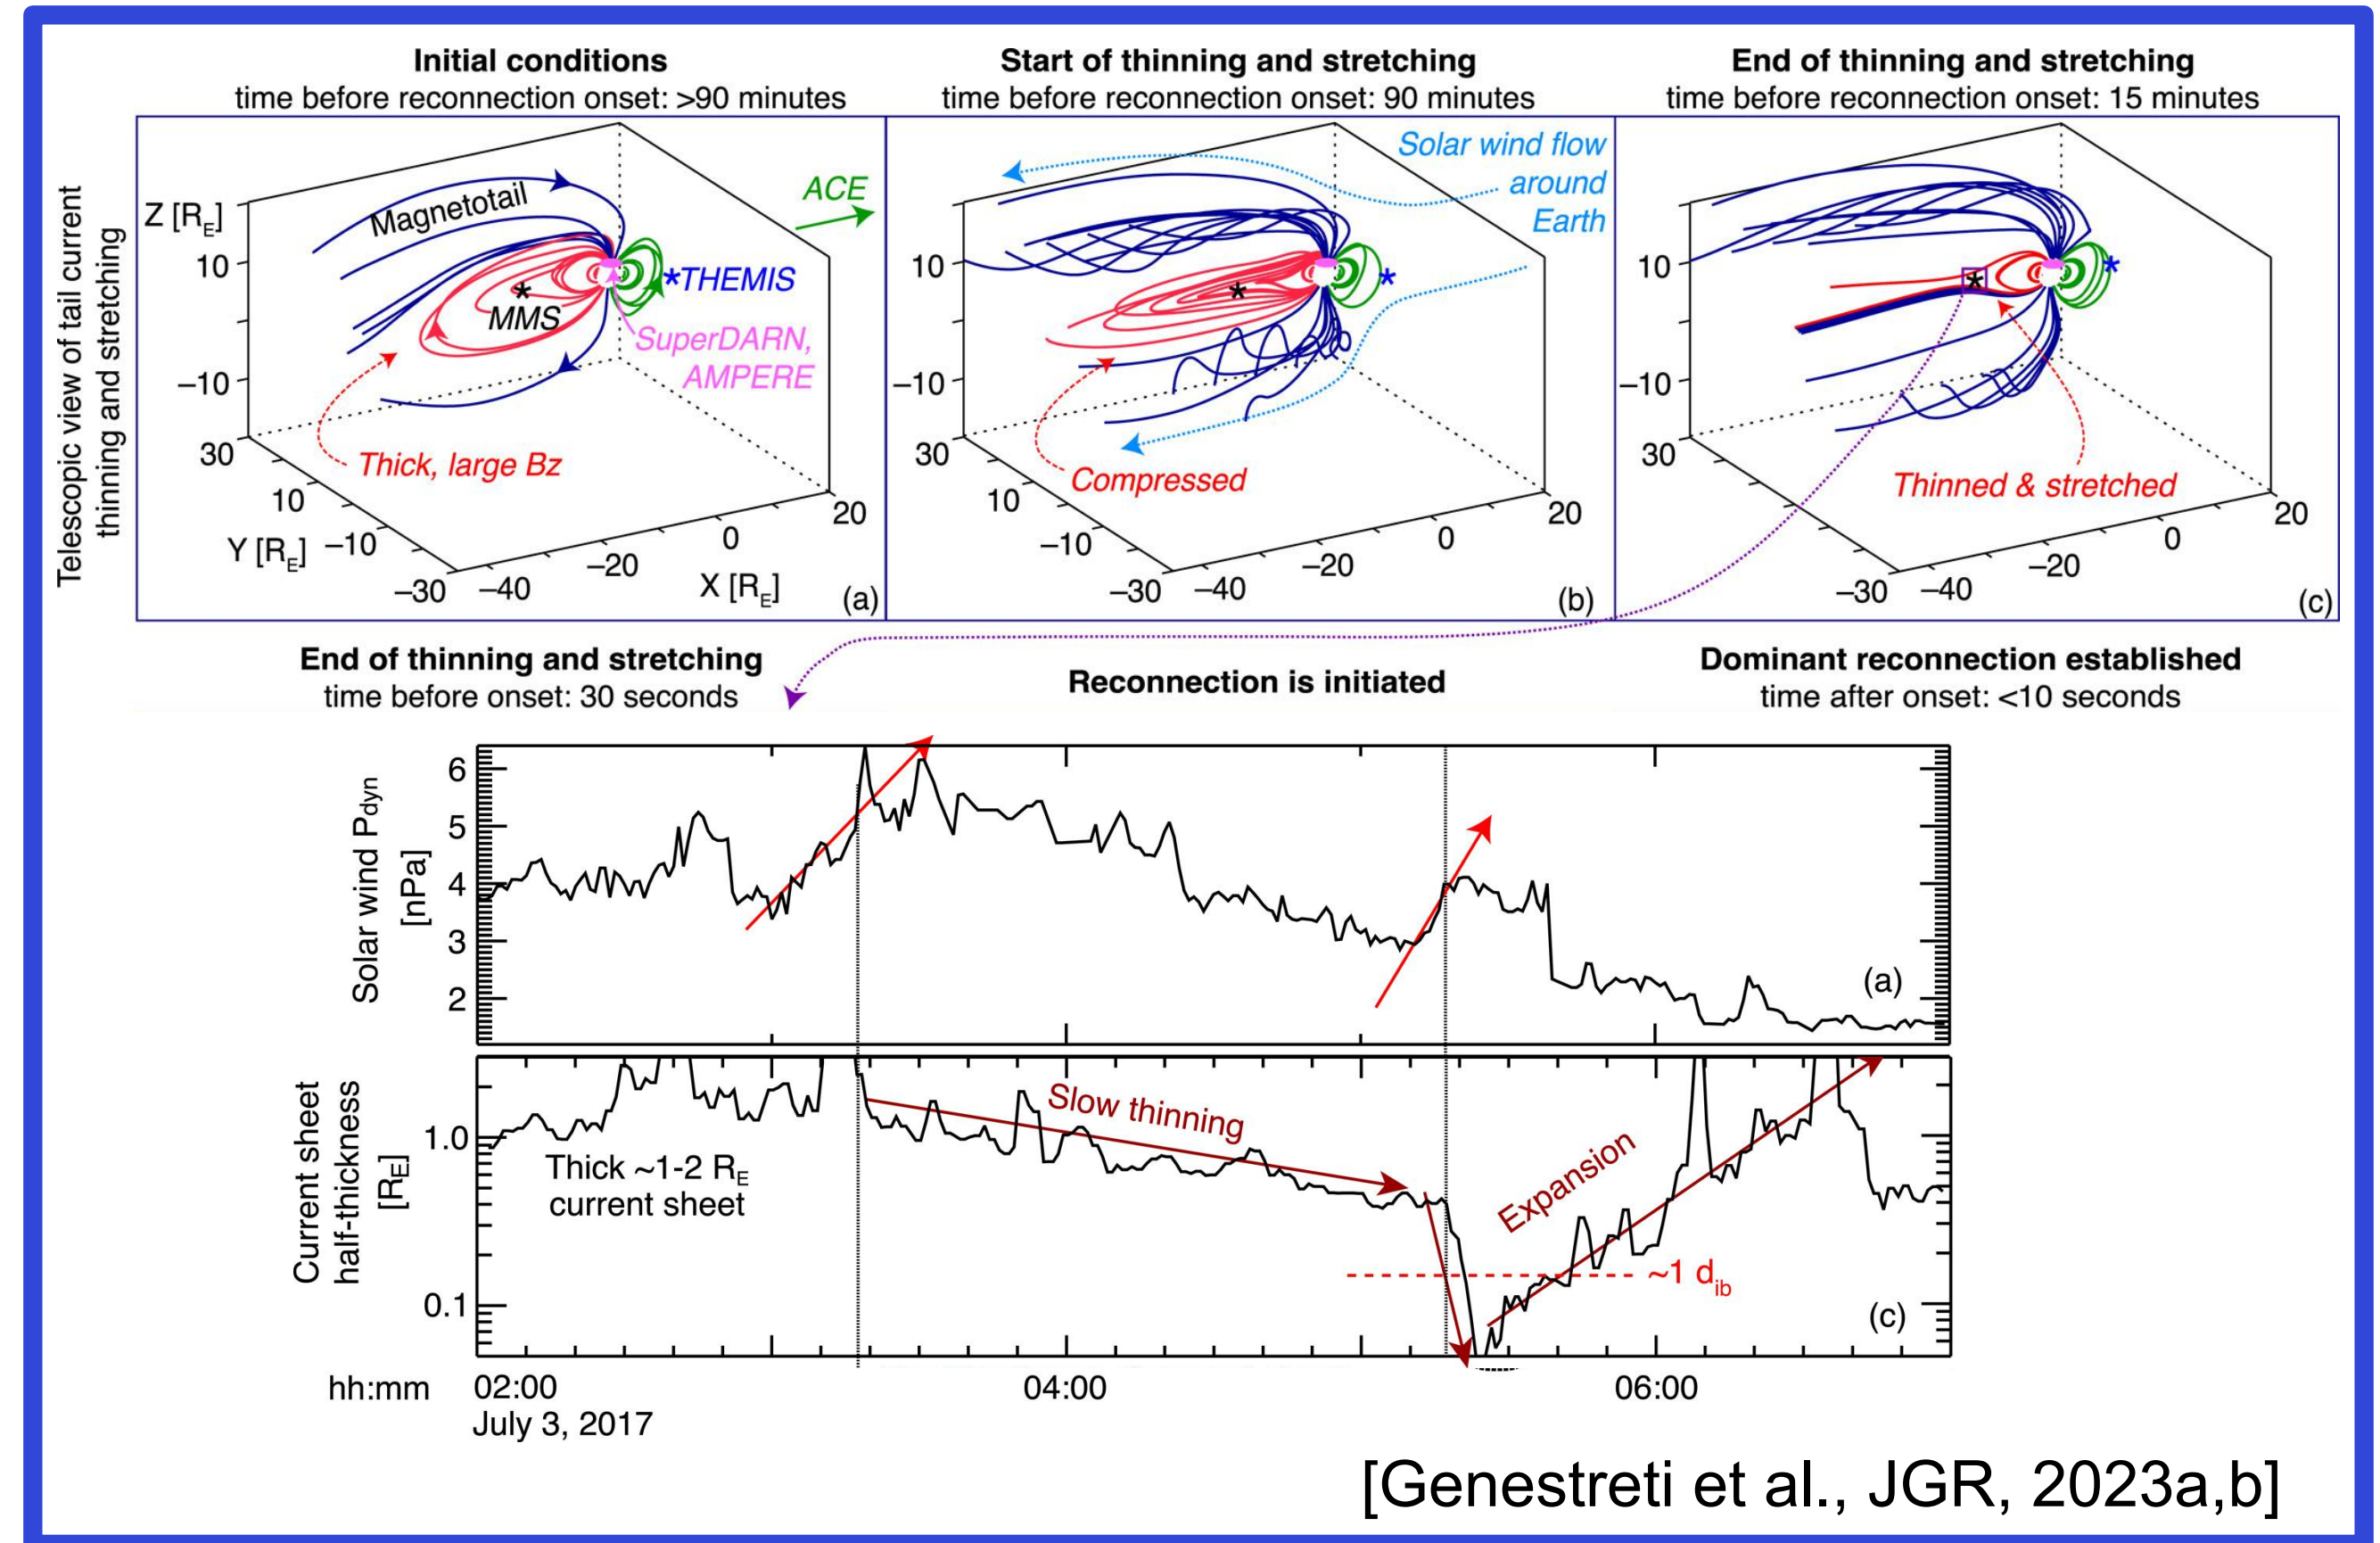 Initial conditions
time before reconnection onset: >90 minutes
Start of thinning and stretching
time before reconnection onset: 90 minutes
End of thinning and stretching
time before reconnection onset: 15 minutes
Telescopic view of tail current
thinning and stretching
Z [RE]
10
−10
30
10
Y [RE]
−10
−30
−40
−20
0
20
X [RE]
(a)
Magnetotail
ACE
*THEMIS
*
MMS
SuperDARN,
AMPERE
Thick, large Bz
Solar wind flow
around
Earth
10
−10
30
10
−10
−30
−40
−20
0
20
*
*
Compressed
(b)
10
−10
30
−30
−40
−20
0
20
*
*
Thinned & stretched
(c)
End of thinning and stretching
time before onset: 30 seconds
Reconnection is initiated
Dominant reconnection established
time after onset: <10 seconds
Solar wind Pdyn
[nPa]
6
5
4
3
2
(a)
Current sheet
half-thickness
[RE]
1.0
0.1
Thick ~1-2 RE
current sheet
Slow thinning
Expansion
~1 dib
(c)
hh:mm
02:00
04:00
06:00
July 3, 2017
[Genestreti et al., JGR, 2023a,b]